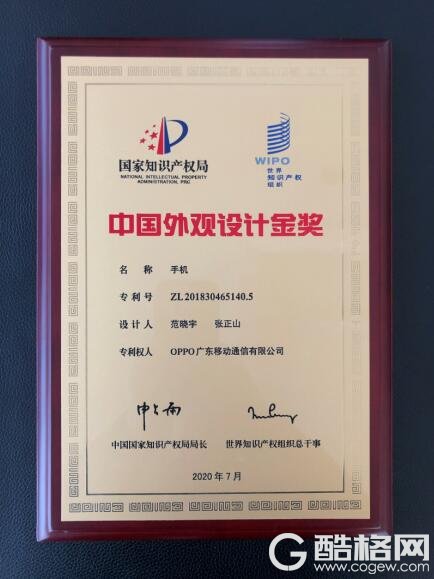 国家知识产权局
NATIONAL INTELLECTUAL PROPERTY
ADMINISTRATION, PRC
WIPO
世界
知识产权
组织
中国外观设计金奖
名 称 手机
专 利 号 ZL 201830465140.5
设 计 人 范晓宇 张正山
专利权人 OPPO广东移动通信有限公司
申长雨
中国国家知识产权局局长 世界知识产权组织总干事
2020 年 7 月
G 酷格网
www.cogew.com